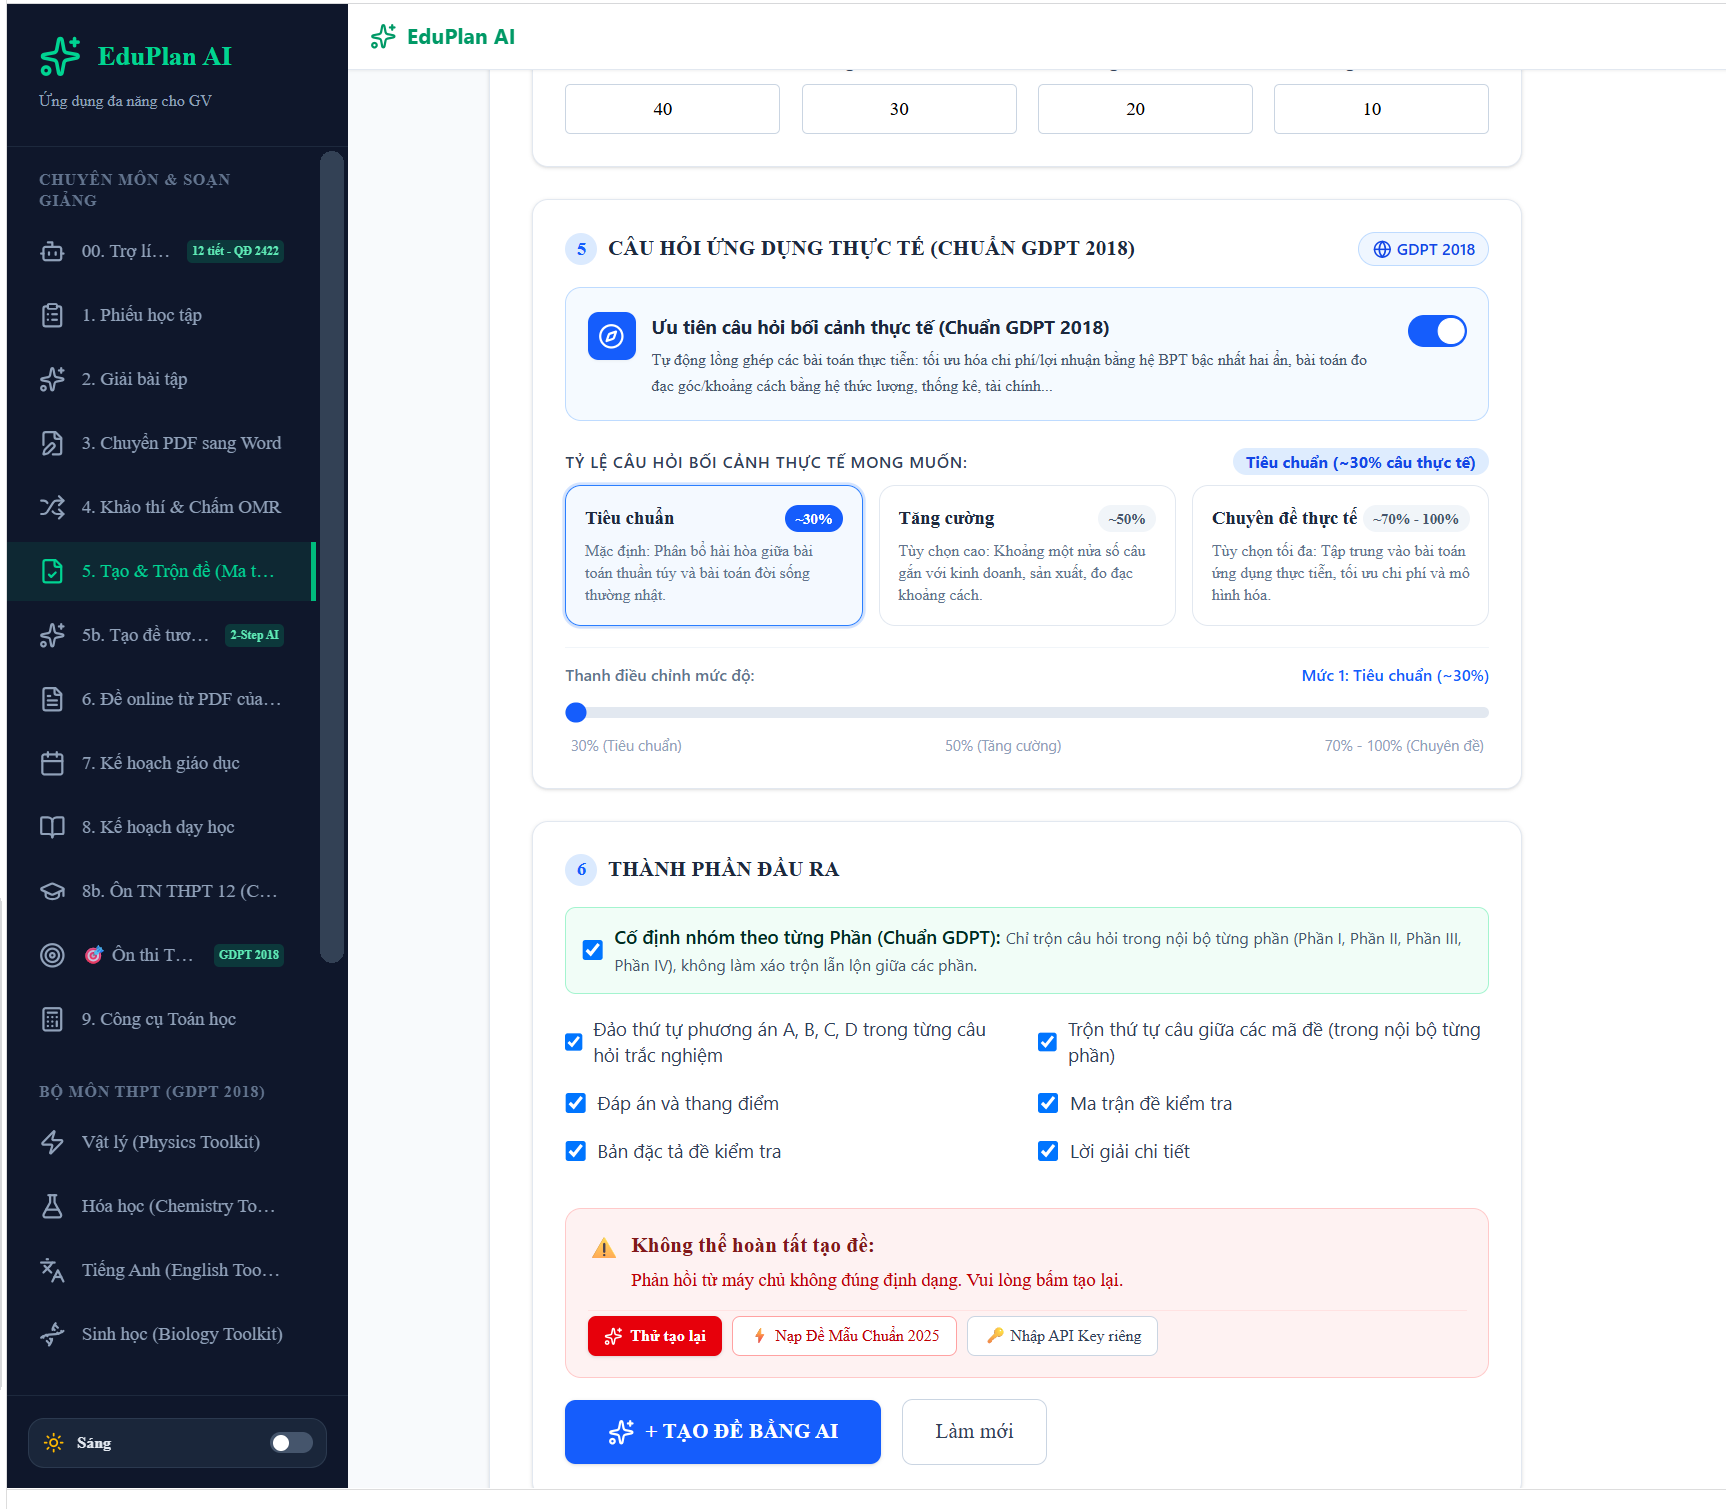 EduPlan AI
Ứng dụng đa năng cho GV
CHUYÊN MÔN & SOẠN
GIẢNG
00. Trợ lí… 12 tiết - QĐ 2422
1. Phiếu học tập
2. Giải bài tập
3. Chuyển PDF sang Word
4. Khảo thí & Chấm OMR
5. Tạo & Trộn đề (Ma t…
5b. Tạo đề tươ… 2-Step AI
6. Đề online từ PDF của…
7. Kế hoạch giáo dục
8. Kế hoạch dạy học
8b. Ôn TN THPT 12 (C…
🎯 Ôn thi T… GDPT 2018
9. Công cụ Toán học
BỘ MÔN THPT (GDPT 2018)
Vật lý (Physics Toolkit)
Hóa học (Chemistry To…
Tiếng Anh (English Too…
Sinh học (Biology Toolkit)
Sáng
EduPlan AI
40 30 20 10
5 CÂU HỎI ỨNG DỤNG THỰC TẾ (CHUẨN GDPT 2018) GDPT 2018
Ưu tiên câu hỏi bối cảnh thực tế (Chuẩn GDPT 2018)
Tự động lồng ghép các bài toán thực tiễn: tối ưu hóa chi phí/lợi nhuận bằng hệ BPT bậc nhất hai ẩn, bài toán đo
đạc góc/khoảng cách bằng hệ thức lượng, thống kê, tài chính...
TỶ LỆ CÂU HỎI BỐI CẢNH THỰC TẾ MONG MUỐN: Tiêu chuẩn (~30% câu thực tế)
Tiêu chuẩn ~30%
Mặc định: Phân bổ hài hòa giữa bài
toán thuần túy và bài toán đời sống
thường nhật.
Tăng cường ~50%
Tùy chọn cao: Khoảng một nửa số câu
gắn với kinh doanh, sản xuất, đo đạc
khoảng cách.
Chuyên đề thực tế ~70% - 100%
Tùy chọn tối đa: Tập trung vào bài toán
ứng dụng thực tiễn, tối ưu chi phí và mô
hình hóa.
Thanh điều chỉnh mức độ: Mức 1: Tiêu chuẩn (~30%)
30% (Tiêu chuẩn) 50% (Tăng cường) 70% - 100% (Chuyên đề)
6 THÀNH PHẦN ĐẦU RA
Cố định nhóm theo từng Phần (Chuẩn GDPT): Chỉ trộn câu hỏi trong nội bộ từng phần (Phần I, Phần II, Phần III,
Phần IV), không làm xáo trộn lẫn lộn giữa các phần.
Đảo thứ tự phương án A, B, C, D trong từng câu
hỏi trắc nghiệm
Trộn thứ tự câu giữa các mã đề (trong nội bộ từng
phần)
Đáp án và thang điểm
Ma trận đề kiểm tra
Bản đặc tả đề kiểm tra
Lời giải chi tiết
Không thể hoàn tất tạo đề:
Phản hồi từ máy chủ không đúng định dạng. Vui lòng bấm tạo lại.
Thử tạo lại
Nạp Đề Mẫu Chuẩn 2025
Nhập API Key riêng
+ TẠO ĐỀ BẰNG AI
Làm mới